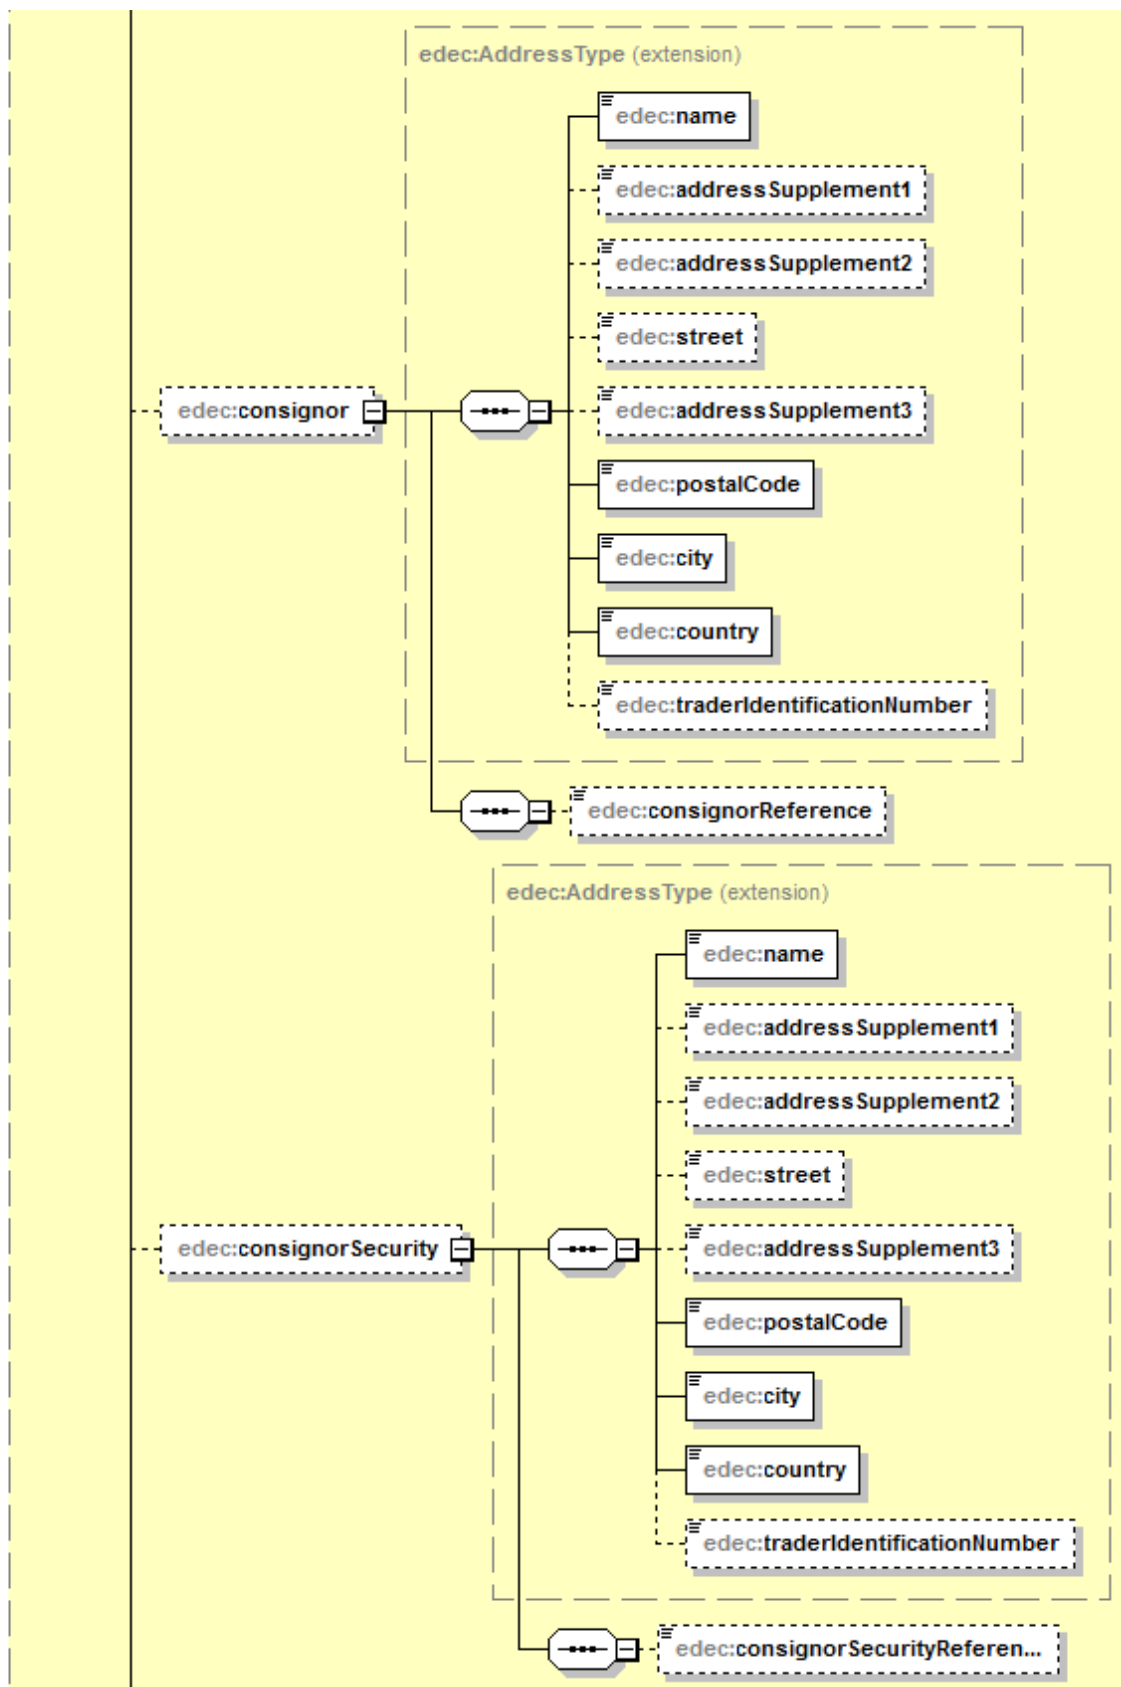 edec:AddressType (extension)
edec:name
edec:addressSupplement1
edec:addressSupplement2
edec:street
edec:consignor
edec:addressSupplement3
edec:postalCode
edec:city
edec:country
edec:traderIdentificationNumber
edec:consignorReference
edec:AddressType (extension)
edec:name
edec:addressSupplement1
edec:addressSupplement2
edec:street
edec:consignorSecurity
edec:addressSupplement3
edec:postalCode
edec:city
edec:country
edec:traderIdentificationNumber
edec:consignorSecurityReferen...